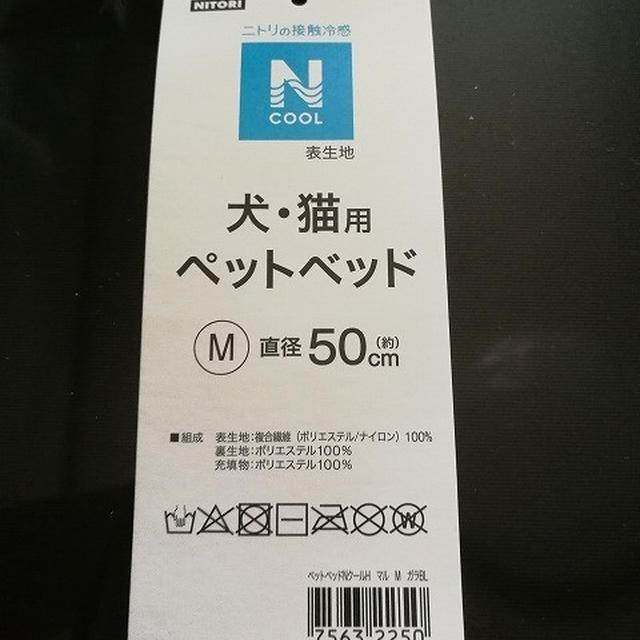 NITORI
ニトリの接触冷感
N
COOL
表生地
犬・猫用
ペットベッド
M 直径50cm(約)
■組成 表生地:複合繊維(ポリエステル/ナイロン)100%
裏生地:ポリエステル100%
充填物:ポリエステル100%
W
ペットベッドNクールH マル M ガラBL
7563 2250